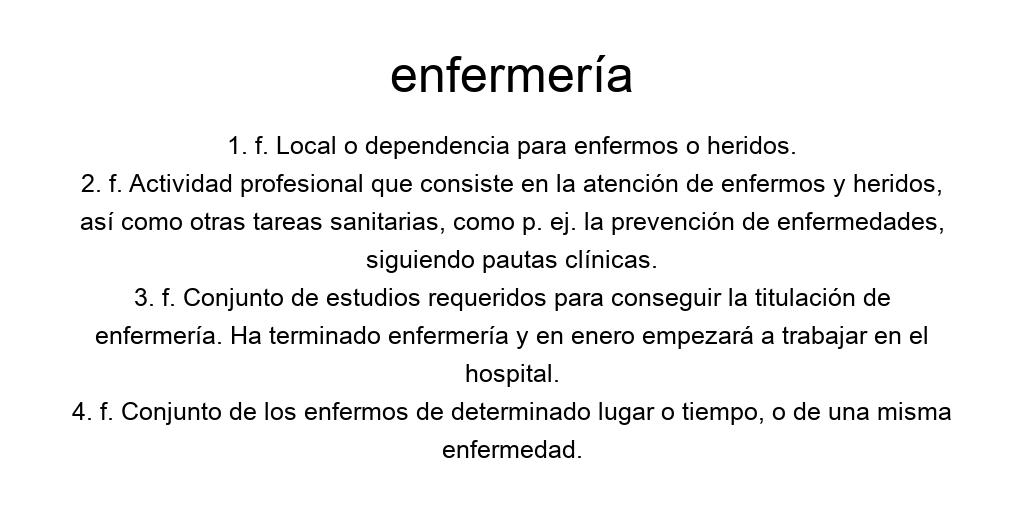 enfermería
1. f. Local o dependencia para enfermos o heridos.
2. f. Actividad profesional que consiste en la atención de enfermos y heridos,
así como otras tareas sanitarias, como p. ej. la prevención de enfermedades,
siguiendo pautas clínicas.
3. f. Conjunto de estudios requeridos para conseguir la titulación de
enfermería. Ha terminado enfermería y en enero empezará a trabajar en el
hospital.
4. f. Conjunto de los enfermos de determinado lugar o tiempo, o de una misma
enfermedad.